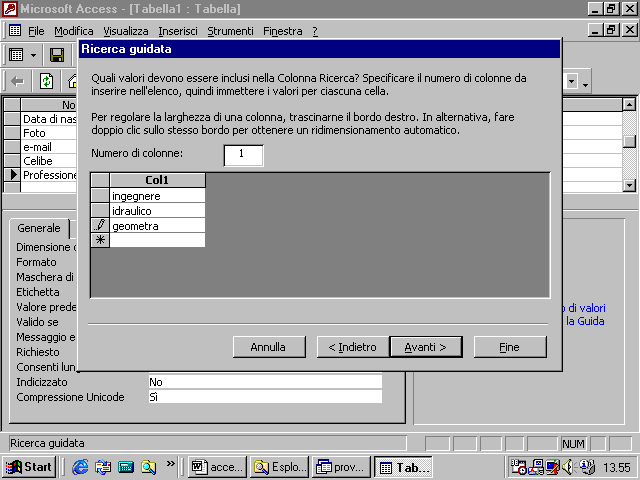 Microsoft Access - [Tabella1 : Tabella]
File Modifica Visualizza Inserisci Strumenti Finestra ?
Ricerca guidata
Quali valori devono essere inclusi nella Colonna Ricerca? Specificare il numero di colonne da
inserire nell'elenco, quindi immettere i valori per ciascuna cella.
Per regolare la larghezza di una colonna, trascinarne il bordo destro. In alternativa, fare
doppio clic sullo stesso bordo per ottenere un ridimensionamento automatico.
Numero di colonne: 1
Col1
ingegnere
idraulico
geometra
Annulla < Indietro Avanti > Fine
No
Data di nas
Foto
e-mail
Celibe
Professione
Generale
Dimensione c
Formato
Maschera di
Etichetta
Valore prede
Valido se
Messaggio e
Richiesto
Consenti lun
Indicizzato No
Compressione Unicode Sì
o di valori
la Guida
Ricerca guidata NUM
Start » acce... Esplo... prov... Tab... 13.55